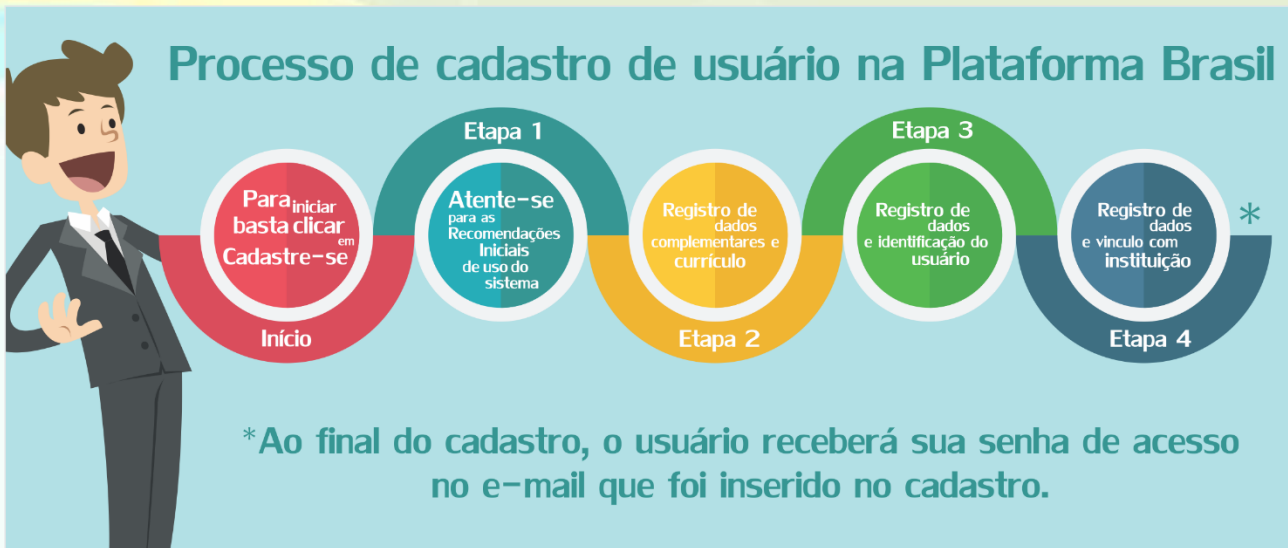 Processo de cadastro de usuário na Plataforma Brasil
Para iniciar
basta clicar
em
Cadastre-se
Início
Etapa 1
Atente-se
para as
Recomendações
Iniciais
de uso do
sistema
Registro de
dados
complementares e
currículo
Etapa 2
Etapa 3
Registro de
dados
e identificação do
usuário
Registro de
dados
e vinculo com
instituição
*
Etapa 4
*Ao final do cadastro, o usuário receberá sua senha de acesso
no e-mail que foi inserido no cadastro.